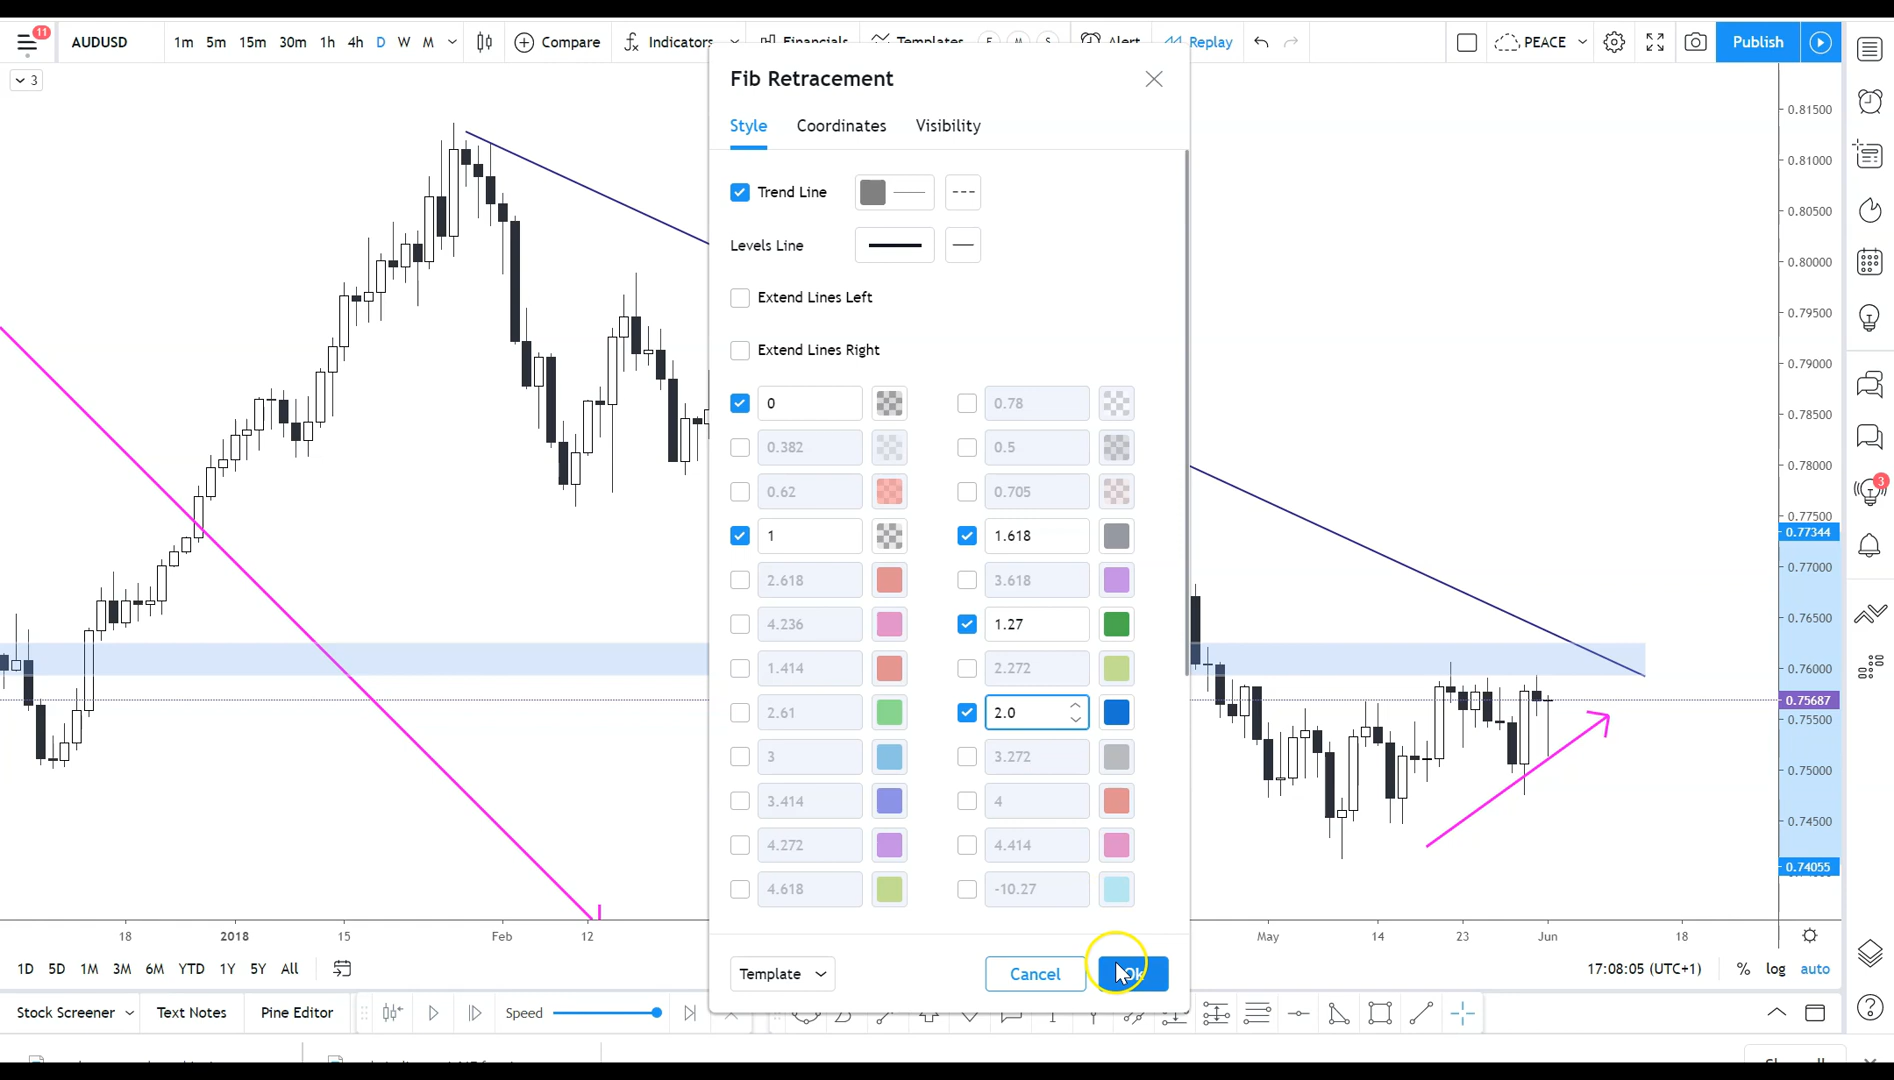 11
AUDUSD
1m 5m 15m 30m 1h 4h D W M
Compare
Indicators
Financials
Templates
Alert
Replay
PEACE
Publish
3
Fib Retracement
Style Coordinates Visibility
Trend Line
Levels Line
Extend Lines Left
Extend Lines Right
0 0.78
0.382 0.5
0.62 0.705
1 1.618
2.618 3.618
4.236 1.27
1.414 2.272
2.61 2.0
3 3.272
3.414 4
4.272 4.414
4.618 -10.27
Template
Cancel
Ok
0.81500
0.81000
0.80500
0.80000
0.79500
0.79000
0.78500
0.78000
0.77500
0.77344
0.77000
0.76500
0.76000
0.75687
0.75500
0.75000
0.74500
0.74055
3
18 2018 15 Feb 12 May 14 23 Jun 18
1D 5D 1M 3M 6M YTD 1Y 5Y All
17:08:05 (UTC+1) % log auto
Stock Screener Text Notes Pine Editor Speed